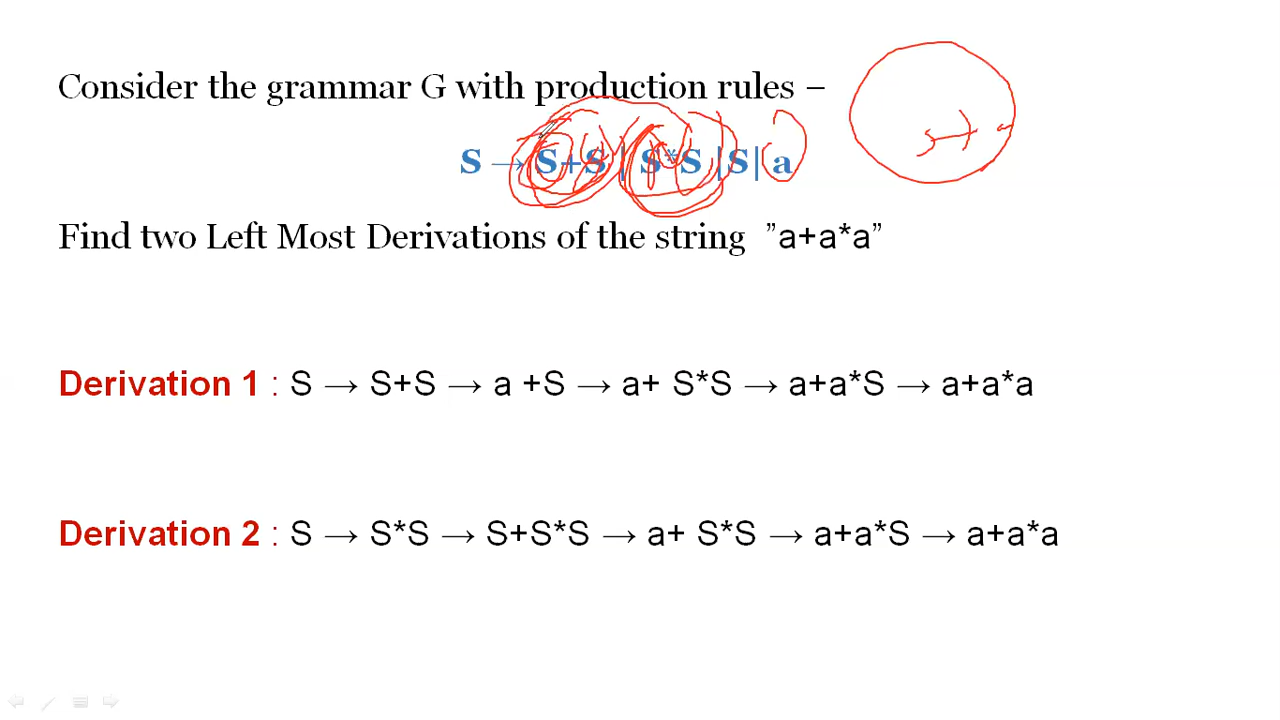 Consider the grammar G with production rules –
S → S+S | S*S |S| a
Find two Left Most Derivations of the string ”a+a*a”
Derivation 1 : S → S+S → a +S → a+ S*S → a+a*S → a+a*a
Derivation 2 : S → S*S → S+S*S → a+ S*S → a+a*S → a+a*a